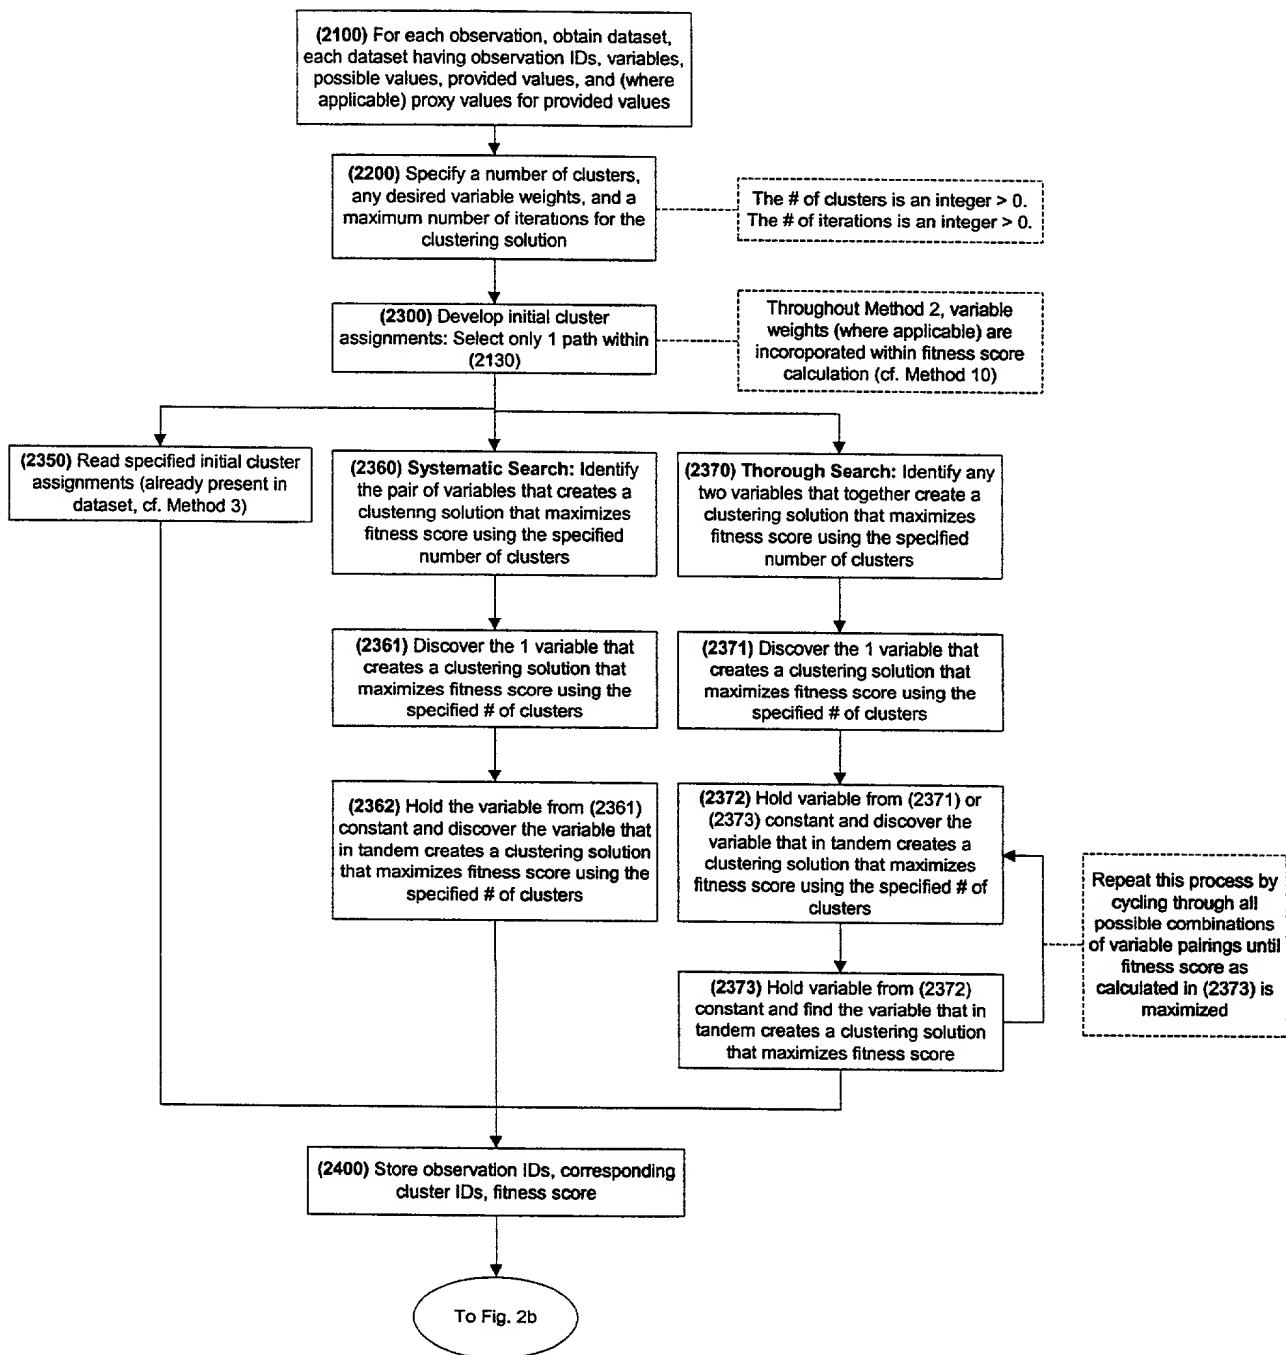 (2100) For each observation, obtain dataset,
each dataset having observation IDs, variables,
possible values, provided values, and (where
applicable) proxy values for provided values
(2200) Specify a number of clusters,
any desired variable weights, and a
maximum number of iterations for the
clustering solution
The # of clusters is an integer > 0.
The # of iterations is an integer > 0.
(2300) Develop initial cluster
assignments: Select only 1 path within
(2130)
Throughout Method 2, variable
weights (where applicable) are
incoroporated within fitness score
calculation (cf. Method 10)
(2350) Read specified initial cluster
assignments (already present in
dataset, cf. Method 3)
(2360) Systematic Search: Identify
the pair of variables that creates a
clustering solution that maximizes
fitness score using the specified
number of clusters
(2370) Thorough Search: Identify any
two variables that together create a
clustering solution that maximizes
fitness score using the specified
number of clusters
(2361) Discover the 1 variable that
creates a clustering solution that
maximizes fitness score using the
specified # of clusters
(2371) Discover the 1 variable that
creates a clustering solution that
maximizes fitness score using the
specified # of clusters
(2362) Hold the variable from (2361)
constant and discover the variable that
in tandem creates a clustering solution
that maximizes fitness score using the
specified # of clusters
(2372) Hold variable from (2371) or
(2373) constant and discover the
variable that in tandem creates a
clustering solution that maximizes
fitness score using the specified # of
clusters
Repeat this process by
cycling through all
possible combinations
of variable pairings until
fitness score as
calculated in (2373) is
maximized
(2373) Hold variable from (2372)
constant and find the variable that in
tandem creates a clustering solution
that maximizes fitness score
(2400) Store observation IDs, corresponding
cluster IDs, fitness score
To Fig. 2b